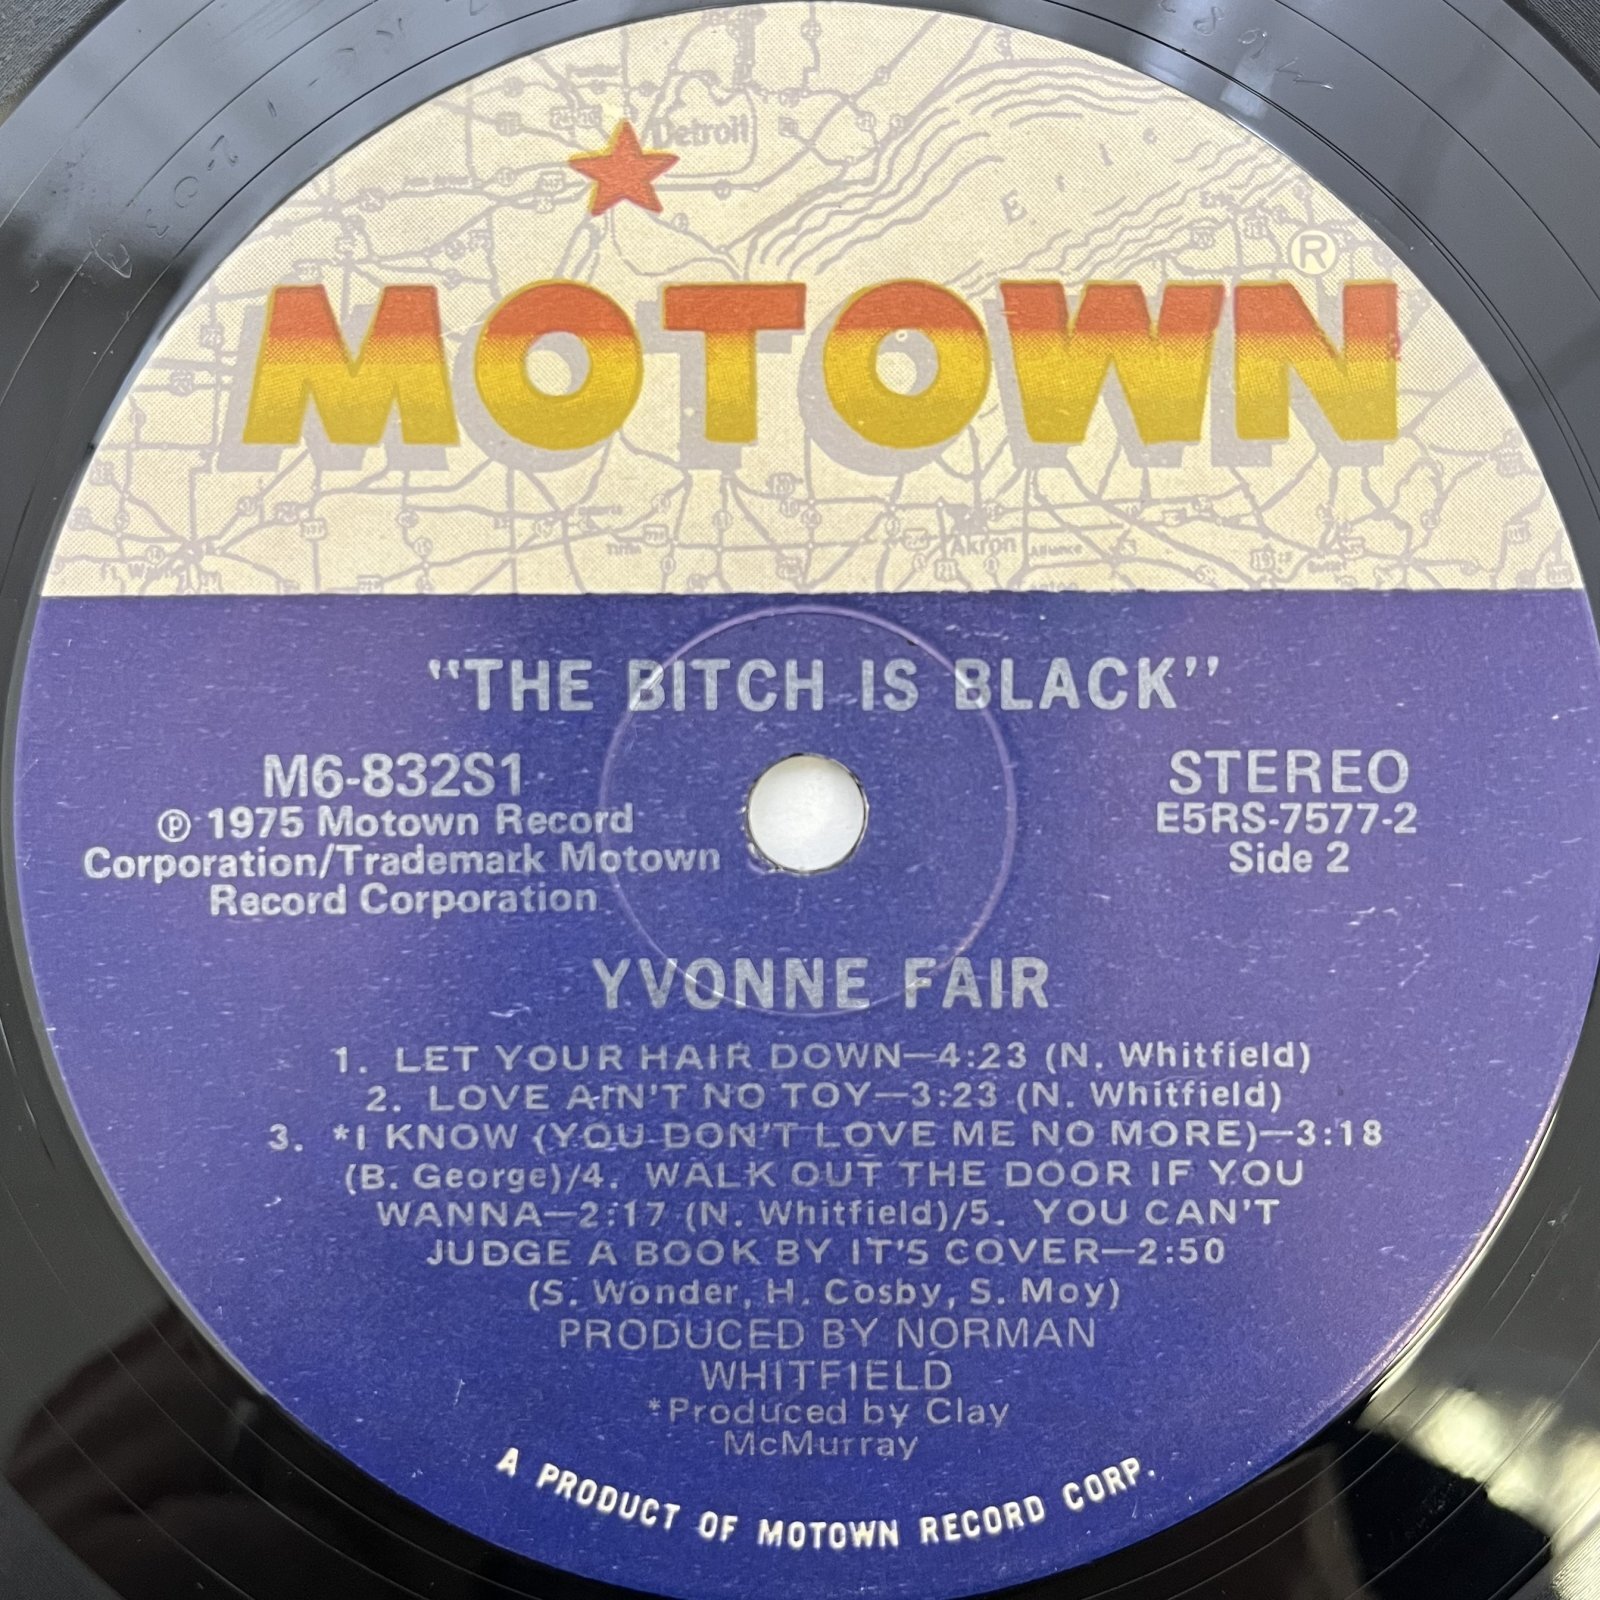 Detroit
E r i e
MOTOWN®
Akron
Alliance
"THE BITCH IS BLACK"
M6-832S1
℗ 1975 Motown Record
Corporation/Trademark Motown
Record Corporation
STEREO
E5RS-7577-2
Side 2
YVONNE FAIR
1. LET YOUR HAIR DOWN—4:23 (N. Whitfield)
2. LOVE AIN'T NO TOY—3:23 (N. Whitfield)
3. *I KNOW (YOU DON'T LOVE ME NO MORE)—3:18
(B. George)/4. WALK OUT THE DOOR IF YOU
WANNA—2:17 (N. Whitfield)/5. YOU CAN'T
JUDGE A BOOK BY IT'S COVER—2:50
(S. Wonder, H. Cosby, S. Moy)
PRODUCED BY NORMAN
WHITFIELD
*Produced by Clay
McMurray
A PRODUCT OF MOTOWN RECORD CORP.